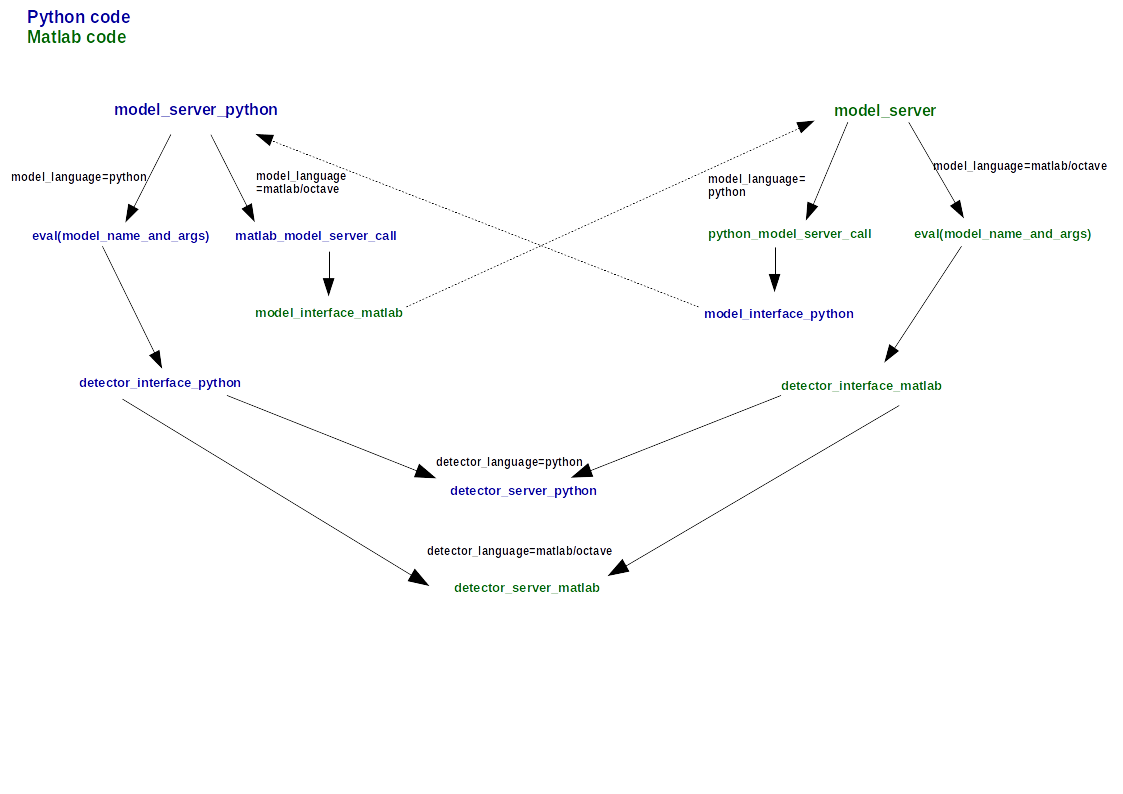 Python code
Matlab code
model_server_python
model_server
model_language=python
model_language
=matlab/octave
model_language=
python
model_language=matlab/octave
eval(model_name_and_args)
matlab_model_server_call
python_model_server_call
eval(model_name_and_args)
model_interface_matlab
model_interface_python
detector_interface_python
detector_interface_matlab
detector_language=python
detector_server_python
detector_language=matlab/octave
detector_server_matlab